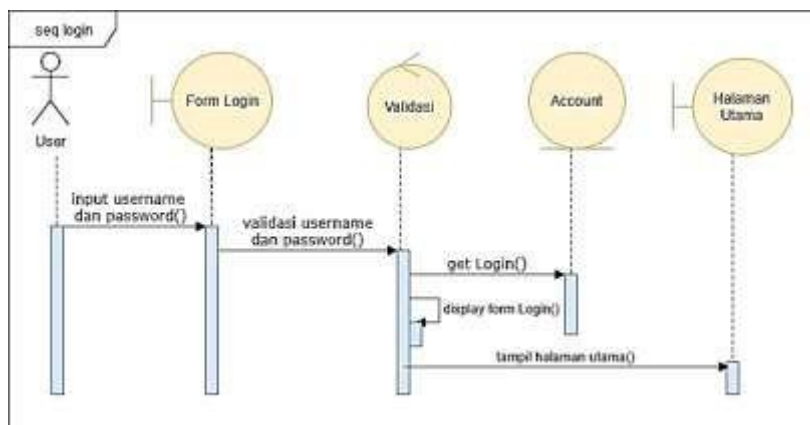 seq login
Form Login
Validasi
Account
Halaman
Utama
User
input username
dan password()
validasi username
dan password()
get Login()
display form Login()
tampil halaman utama()